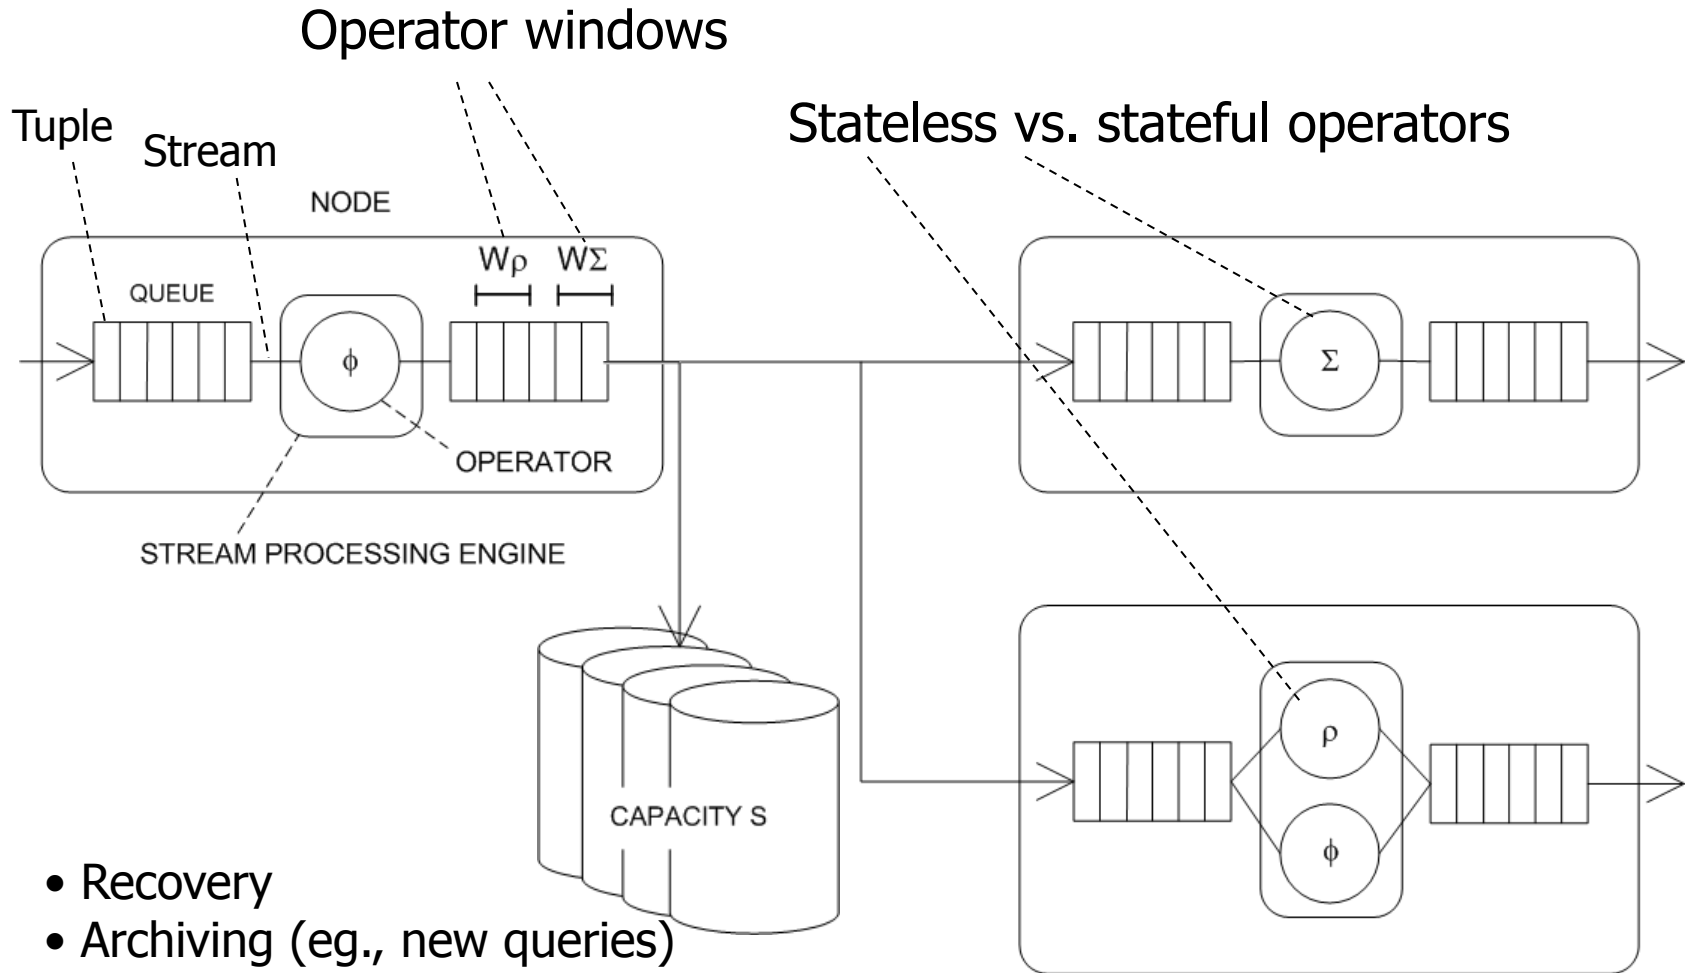 Operator windows
Tuple
Stream
Stateless vs. stateful operators
NODE
Wρ WΣ
QUEUE
ϕ
Σ
OPERATOR
STREAM PROCESSING ENGINE
ρ
CAPACITY S
ϕ
• Recovery
• Archiving (eg., new queries)